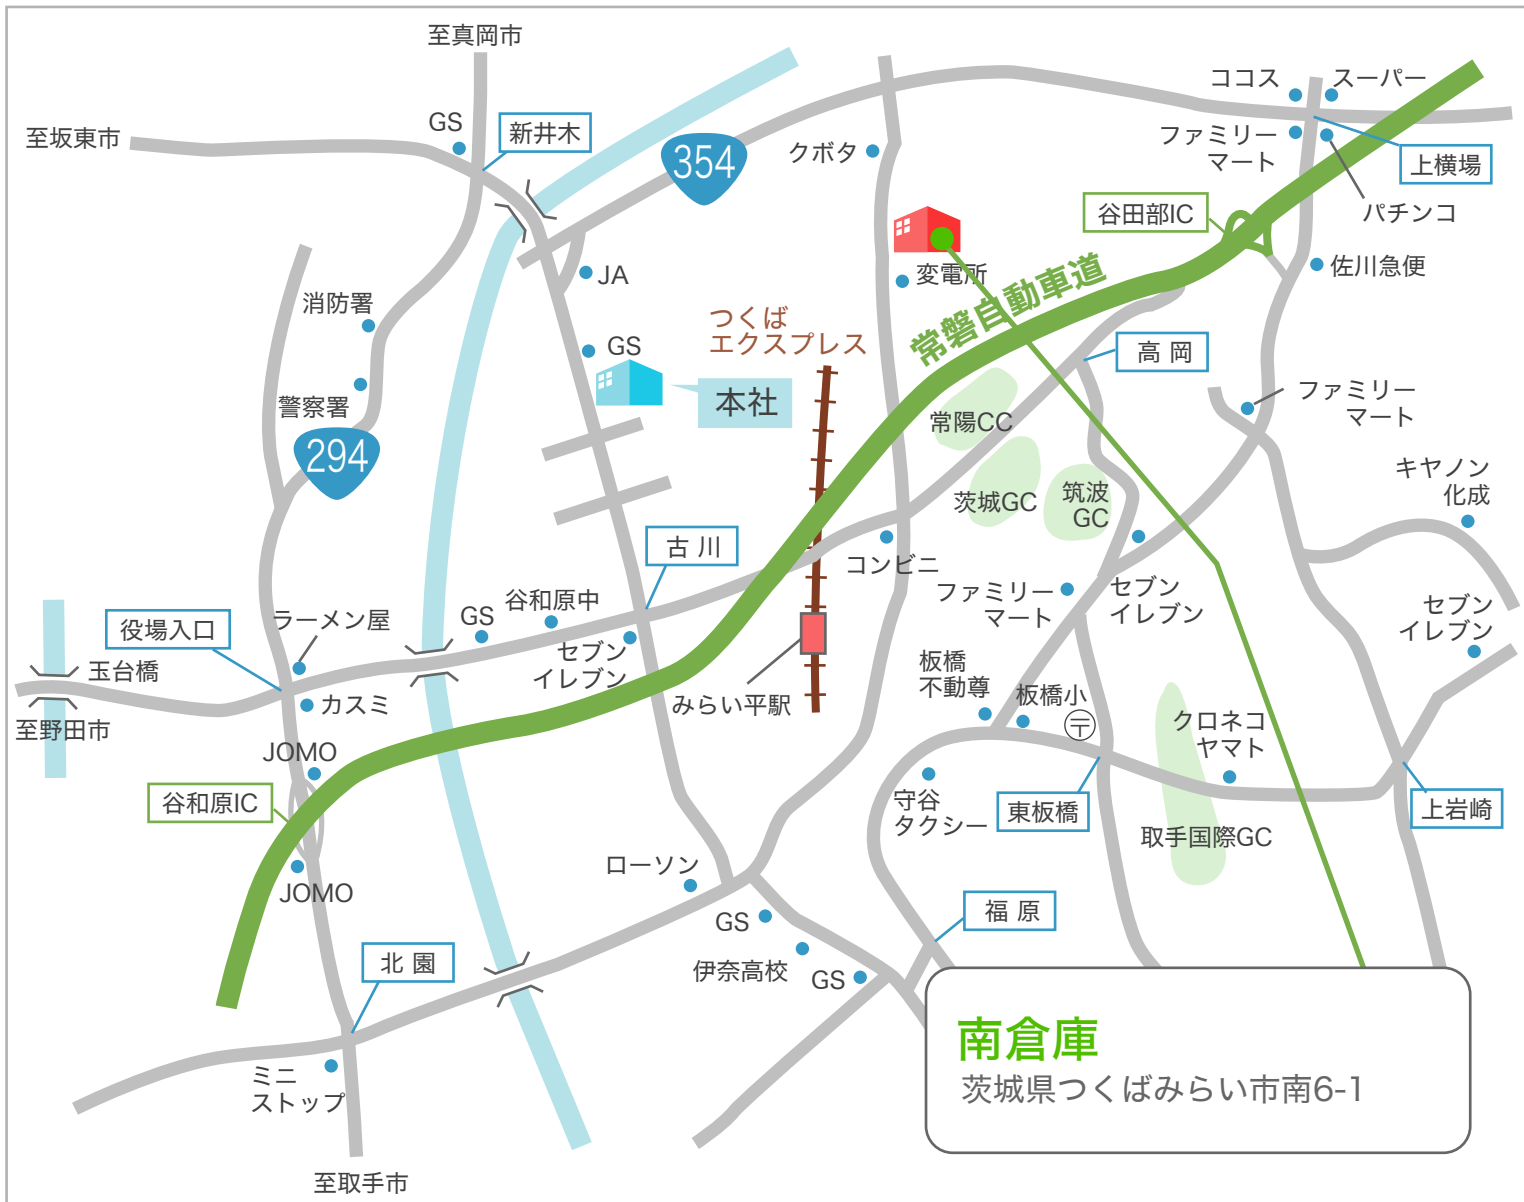 至真岡市
至坂東市
GS
新井木
354
クボタ
ココス
スーパー
ファミリー
マート
上横場
パチンコ
谷田部IC
佐川急便
変電所
常磐自動車道
JA
消防署
GS
つくば
エクスプレス
本社
警察署
294
高 岡
常陽CC
ファミリー
マート
茨城GC
筑波
GC
キヤノン
化成
古 川
コンビニ
ファミリー
マート
セブン
イレブン
セブン
イレブン
役場入口
ラーメン屋
GS
谷和原中
セブン
イレブン
玉台橋
カスミ
みらい平駅
板橋
不動尊
板橋小
〒
クロネコ
ヤマト
至野田市
JOMO
谷和原IC
守谷
タクシー
東板橋
取手国際GC
上岩崎
JOMO
ローソン
GS
伊奈高校
GS
福 原
北 園
ミニ
ストップ
至取手市
南倉庫
茨城県つくばみらい市南6-1